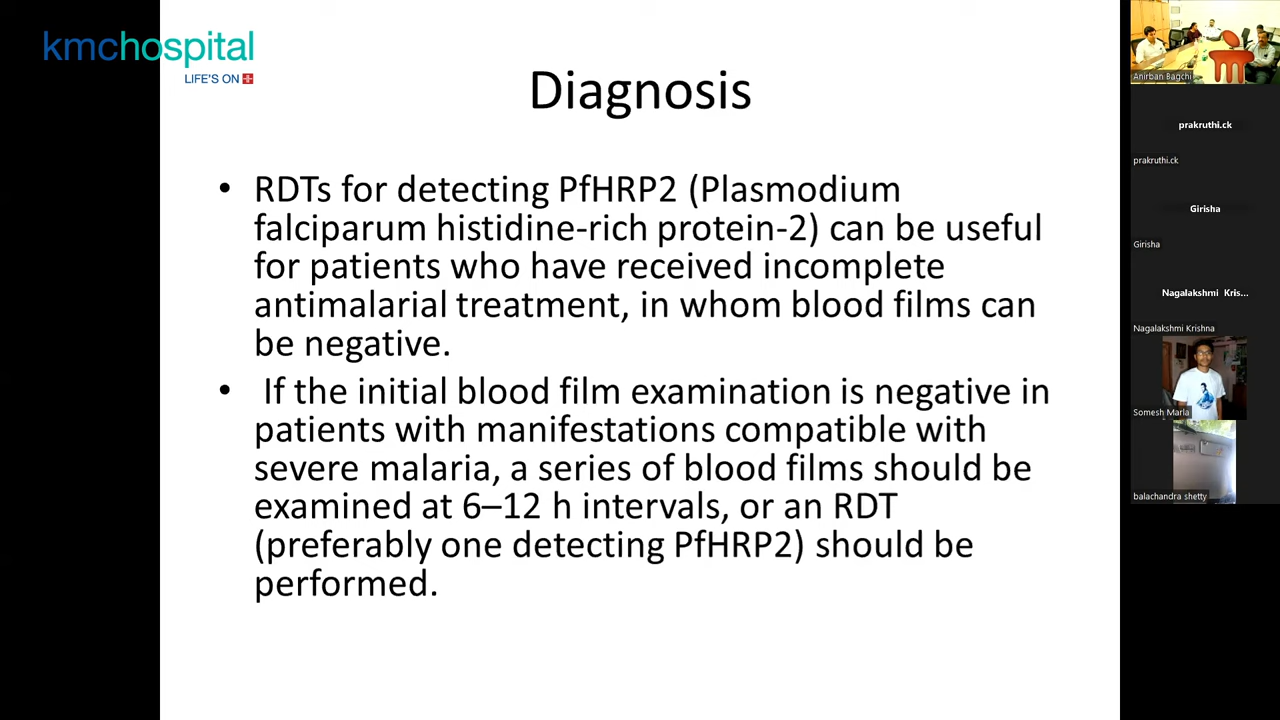 kmchospital
LIFE'S ON
Diagnosis
• RDTs for detecting PfHRP2 (Plasmodium
falciparum histidine-rich protein-2) can be useful
for patients who have received incomplete
antimalarial treatment, in whom blood films can
be negative.
• If the initial blood film examination is negative in
patients with manifestations compatible with
severe malaria, a series of blood films should be
examined at 6–12 h intervals, or an RDT
(preferably one detecting PfHRP2) should be
performed.
Anirban Bagchi
prakruthi.ck
prakruthi.ck
Girisha
Girisha
Nagalakshmi Kris...
Nagalakshmi Krishna
Somesh Marla
balachandra shetty